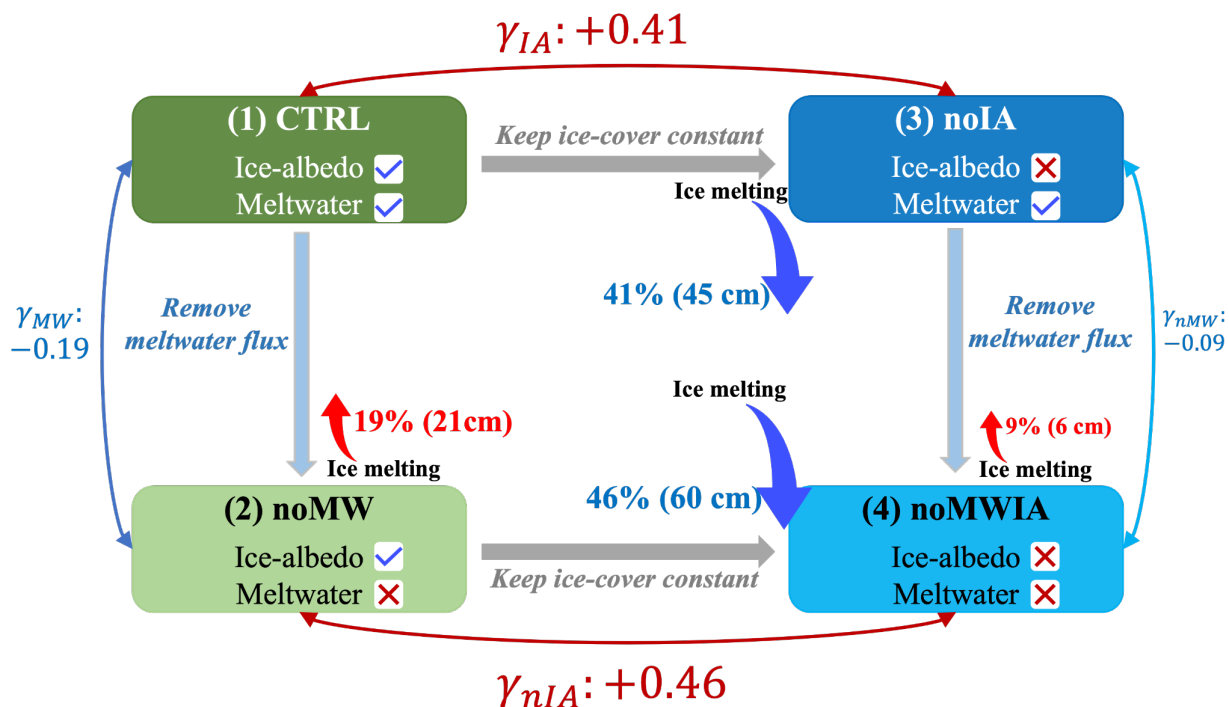 γIA: +0.41
(1) CTRL
Ice-albedo
Meltwater
Keep ice-cover constant
(3) noIA
Ice-albedo
Meltwater
Ice melting
41% (45 cm)
γMW:
−0.19
Remove
meltwater flux
Remove
meltwater flux
γnMW:
−0.09
19% (21cm)
Ice melting
Ice melting
46% (60 cm)
9% (6 cm)
Ice melting
(2) noMW
Ice-albedo
Meltwater
Keep ice-cover constant
(4) noMWIA
Ice-albedo
Meltwater
γnIA: +0.46